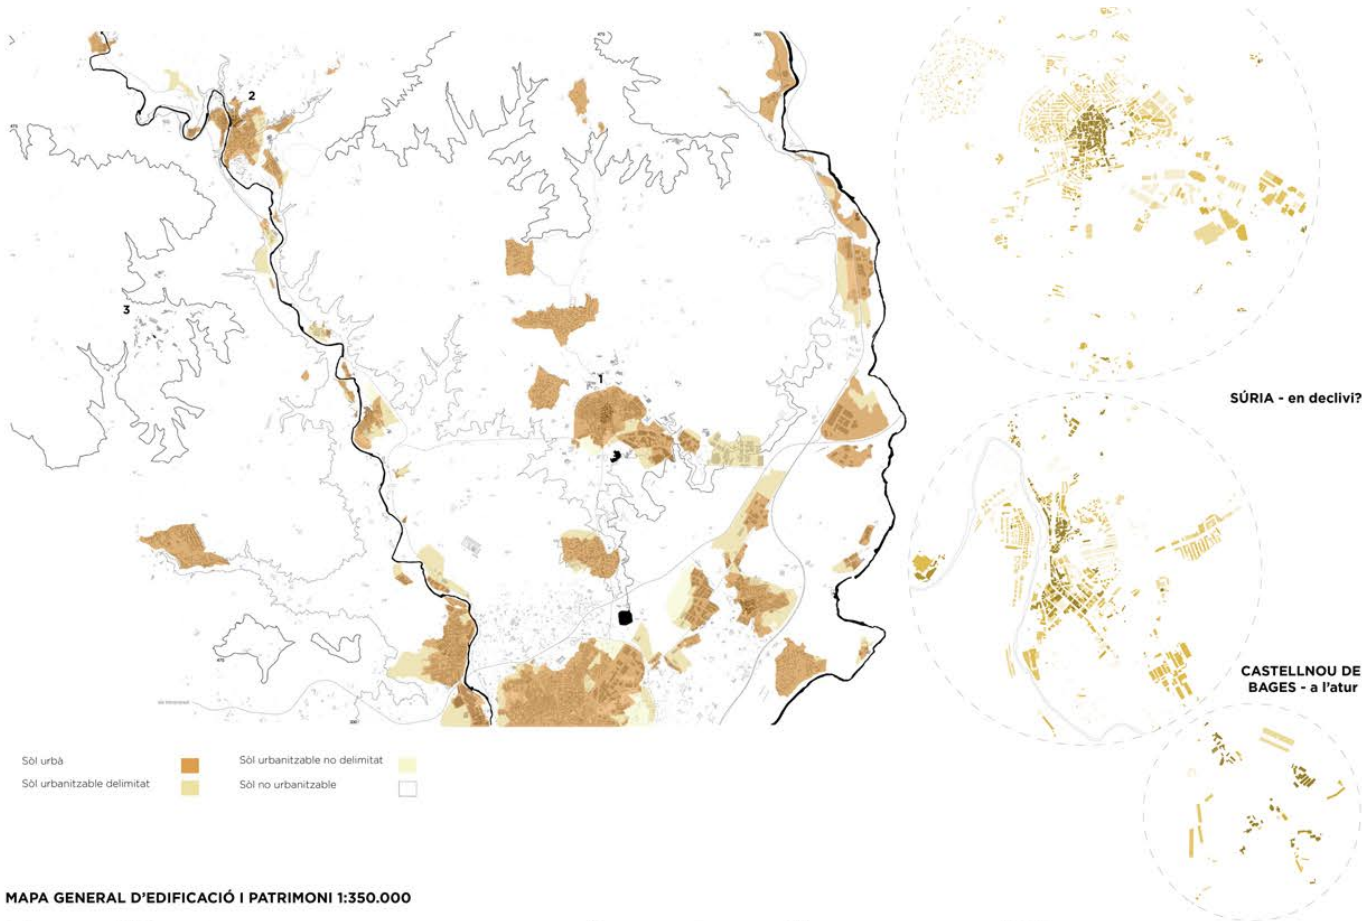 2
3
1
SÚRIA - en declivi?
CASTELLNOU DE
BAGES - a l'atur
Sòl urbà
Sòl urbanitzable no delimitat
Sòl urbanitzable delimitat
Sòl no urbanitzable
MAPA GENERAL D'EDIFICACIÓ I PATRIMONI 1:350.000